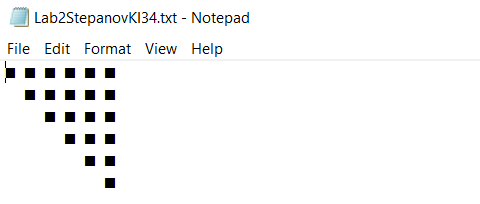 Lab2StepanovKI34.txt - Notepad
File Edit Format View Help
■ ■ ■ ■ ■ ■
  ■ ■ ■ ■ ■
    ■ ■ ■ ■
      ■ ■ ■
        ■ ■
          ■